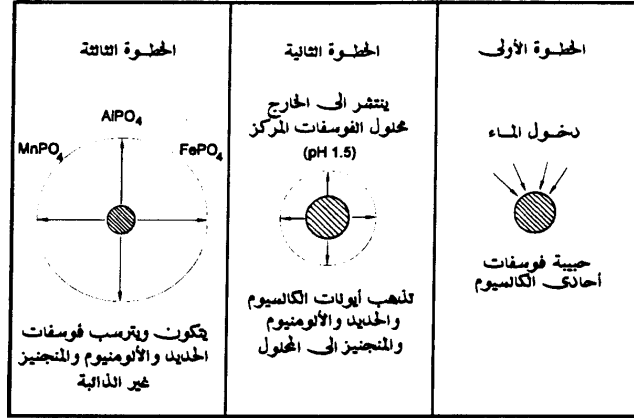 الخطوة الأولى
دخول الماء
حبيبة فوسفات
أحادى الكالسيوم
الخطوة الثانية
ينتشر الى الخارج
محلول الفوسفات المركز
(pH 1.5)
تذهب أيونات الكالسيوم
والحديد والألومنيوم
والمنجنيز الى المحلول
الخطوة الثالثة
AlPO4
MnPO4
FePO4
يتكون ويترسب فوسفات
الحديد والألومنيوم والمنجنيز
غير الذائبة